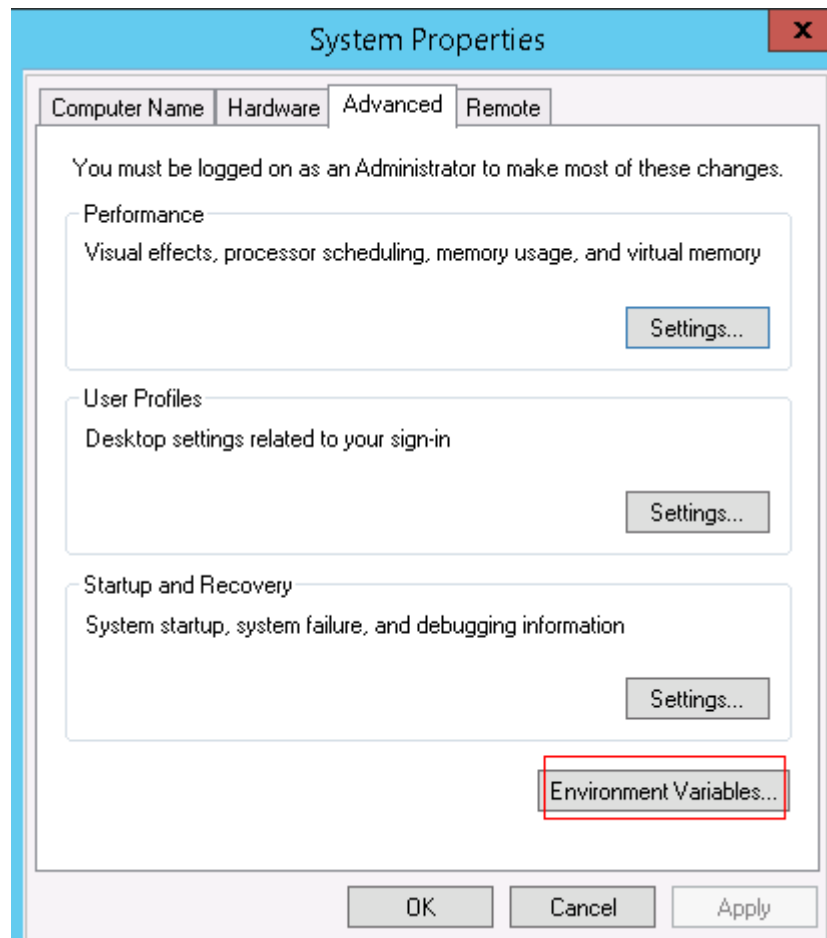 System Properties
x
Computer Name Hardware Advanced Remote
You must be logged on as an Administrator to make most of these changes.
Performance
Visual effects, processor scheduling, memory usage, and virtual memory
Settings...
User Profiles
Desktop settings related to your sign-in
Settings...
Startup and Recovery
System startup, system failure, and debugging information
Settings...
Environment Variables...
OK Cancel Apply